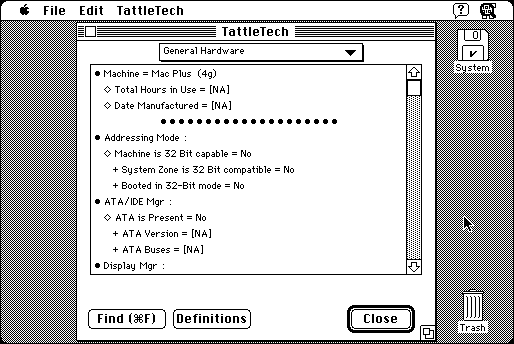 File Edit TattleTech
TattleTech
General Hardware
● Machine = Mac Plus (4g)
◇ Total Hours in Use = [NA]
◇ Date Manufactured = [NA]
● ● ● ● ● ● ● ● ● ● ● ● ● ● ● ● ● ● ●
● Addressing Mode :
◇ Machine is 32 Bit capable = No
+ System Zone is 32 Bit compatible = No
+ Booted in 32-Bit mode = No
● ATA/IDE Mgr :
◇ ATA is Present = No
+ ATA Version = [NA]
+ ATA Buses = [NA]
● Display Mgr :
Find (⌘F) Definitions Close
System
Trash